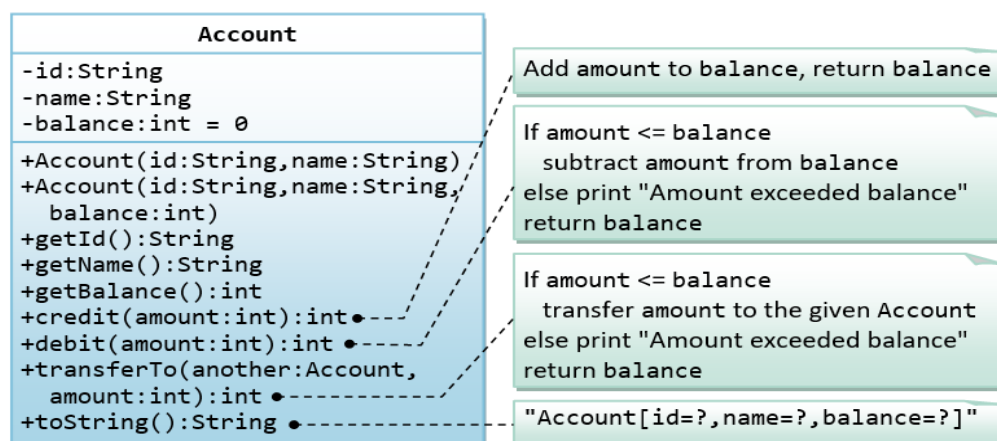 Account
-id:String
-name:String
-balance:int = 0
+Account(id:String,name:String)
+Account(id:String,name:String,
balance:int)
+getId():String
+getName():String
+getBalance():int
+credit(amount:int):int
+debit(amount:int):int
+transferTo(another:Account,
amount:int):int
+toString():String
Add amount to balance, return balance
If amount <= balance
subtract amount from balance
else print "Amount exceeded balance"
return balance
If amount <= balance
transfer amount to the given Account
else print "Amount exceeded balance"
return balance
"Account[id=?,name=?,balance=?]"